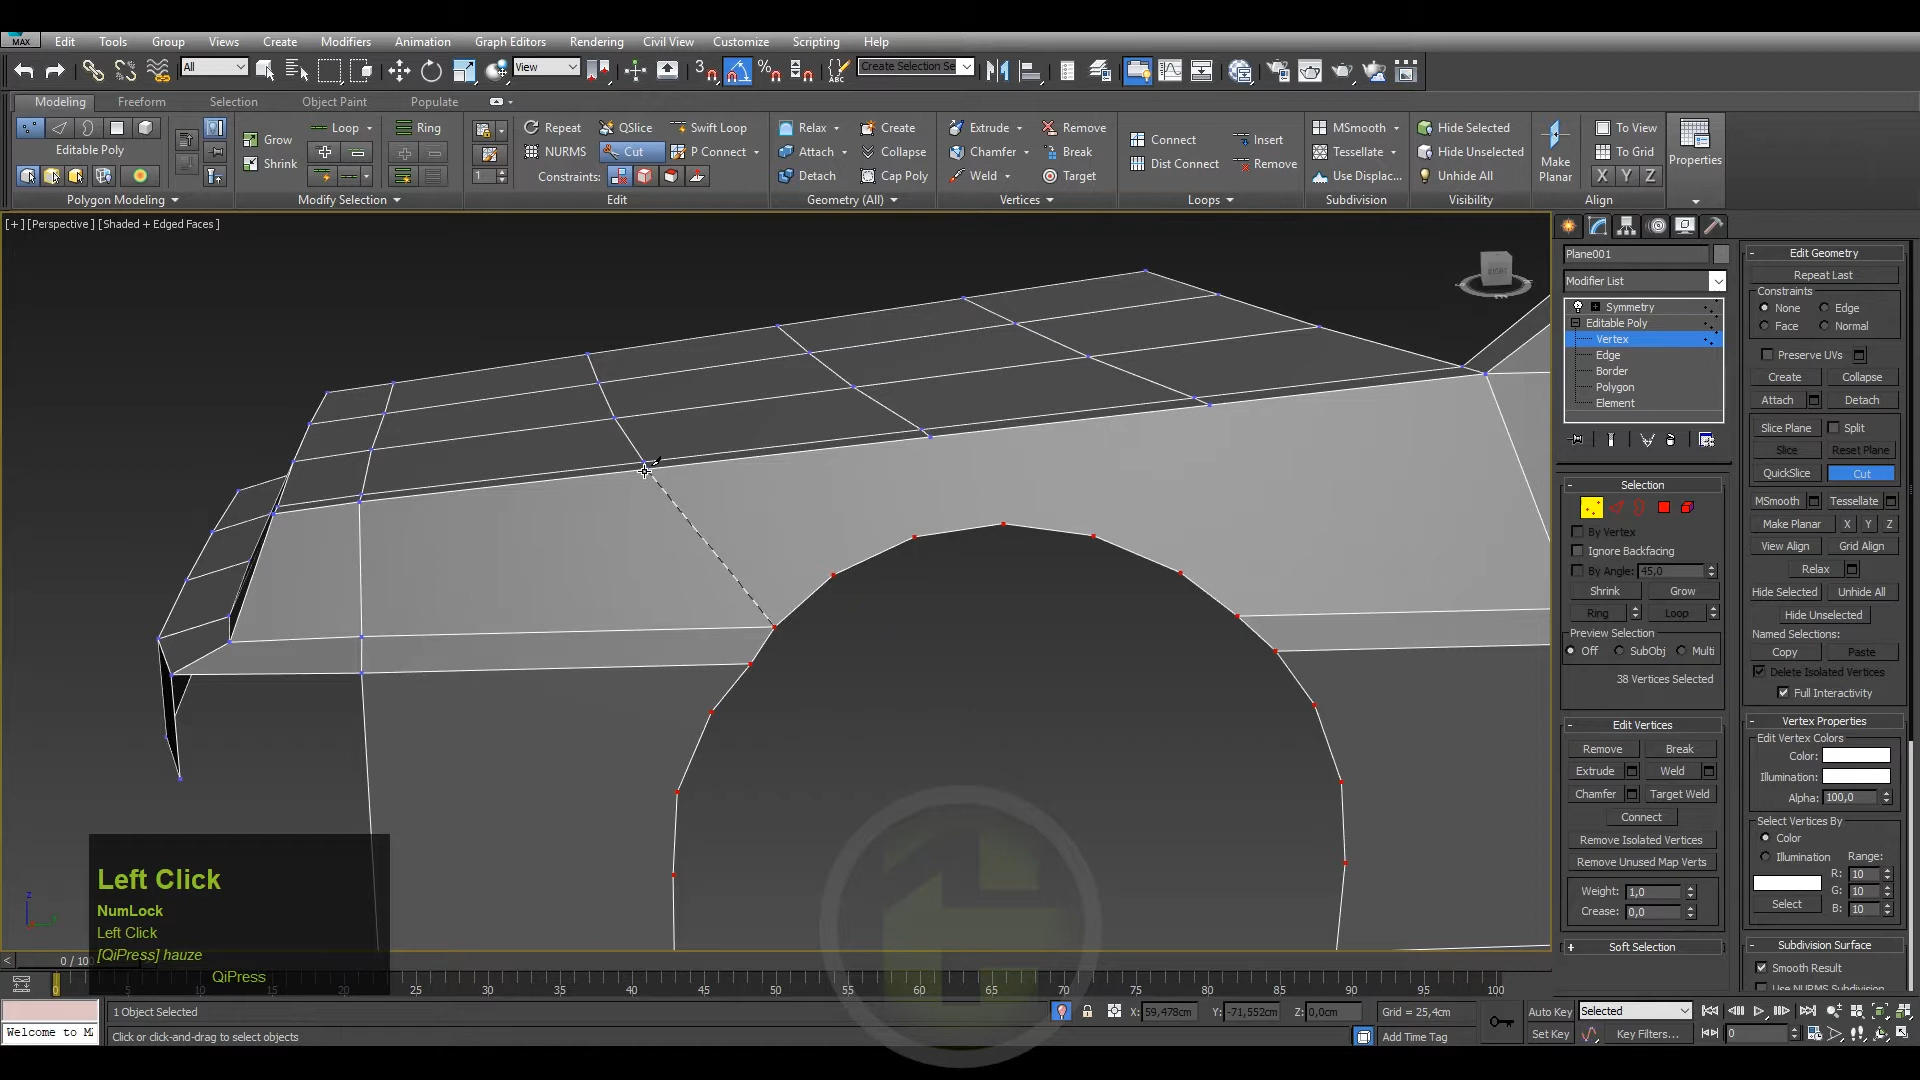 MAX Edit Tools Group Views Create Modifiers Animation Graph Editors Rendering Civil View Customize Scripting Help
All View 3 % ABC Create Selection Se
Modeling Freeform Selection Object Paint Populate
Grow Loop Ring Repeat QSlice Swift Loop Relax Create Extrude Remove Connect Insert MSmooth Hide Selected To View
Editable Poly Shrink NURMS Cut P Connect Attach Collapse Chamfer Break Dist Connect Remove Tessellate Hide Unselected Make Planar To Grid Properties
1 Constraints: Detach Cap Poly Weld Target Use Displac... Unhide All X Y Z
Polygon Modeling Modify Selection Edit Geometry (All) Vertices Loops Subdivision Visibility Align
[+] [Perspective] [Shaded + Edged Faces]
RIGHT
Plane001
Modifier List
Symmetry
Editable Poly
Vertex
Edge
Border
Polygon
Element
Selection
By Vertex
Ignore Backfacing
By Angle: 45,0
Shrink Grow
Ring Loop
Preview Selection
Off SubObj Multi
38 Vertices Selected
Edit Vertices
Remove Break
Extrude Weld
Chamfer Target Weld
Connect
Remove Isolated Vertices
Remove Unused Map Verts
Weight: 1,0
Crease: 0,0
Soft Selection
Edit Geometry
Repeat Last
Constraints
None Edge
Face Normal
Preserve UVs
Create Collapse
Attach Detach
Slice Plane Split
Slice Reset Plane
QuickSlice Cut
MSmooth Tessellate
Make Planar X Y Z
View Align Grid Align
Relax
Hide Selected Unhide All
Hide Unselected
Named Selections:
Copy Paste
Delete Isolated Vertices
Full Interactivity
Vertex Properties
Edit Vertex Colors
Color:
Illumination:
Alpha: 100,0
Select Vertices By
Color
Illumination Range:
R: 10
G: 10
Select B: 10
Subdivision Surface
Smooth Result
Use NURMS Subdivision
Left Click
NumLock
Left Click
[QiPress] hauze
QiPress
z
0 / 100
0 5 10 15 20 25 30 35 40 45 50 55 60 65 70 75 80 85 90 95 100
1 Object Selected X: 59,478cm Y: -71,552cm Z: 0,0cm Grid = 25,4cm Auto Key Selected
Welcome to M Click or click-and-drag to select objects Add Time Tag Set Key Key Filters... 0